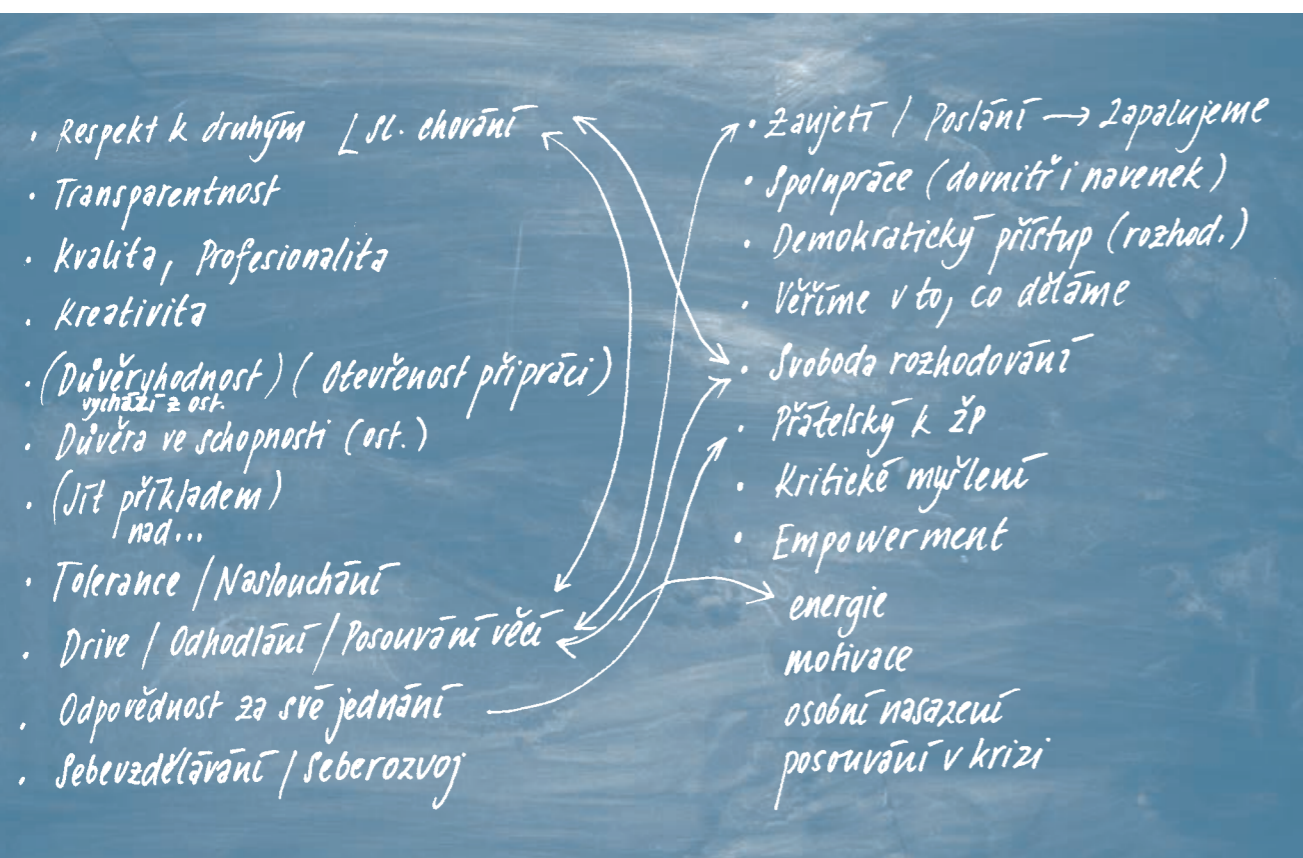 • Respekt k druhým / sl. chování
• Transparentnost
• Kvalita, Profesionalita
• Kreativita
• (Důvěryhodnost) (Otevřenost při práci)
vychází z ost.
• Důvěra ve schopnosti (ost.)
• (Jít příkladem)
nad...
• Tolerance / Naslouchání
• Drive / Odhodlání / Posouvání věcí
• Odpovědnost za své jednání
• Sebevzdělávání / Seberozvoj
• Zaujetí / Poslání → Zapalujeme
• Spolupráce (dovnitř i navenek)
• Demokratický přístup (rozhod.)
• Věříme v to, co děláme
• Svoboda rozhodování
• Přátelský k ŽP
• Kritické myšlení
• Empowerment
energie
motivace
osobní nasazení
posouvání v krizi